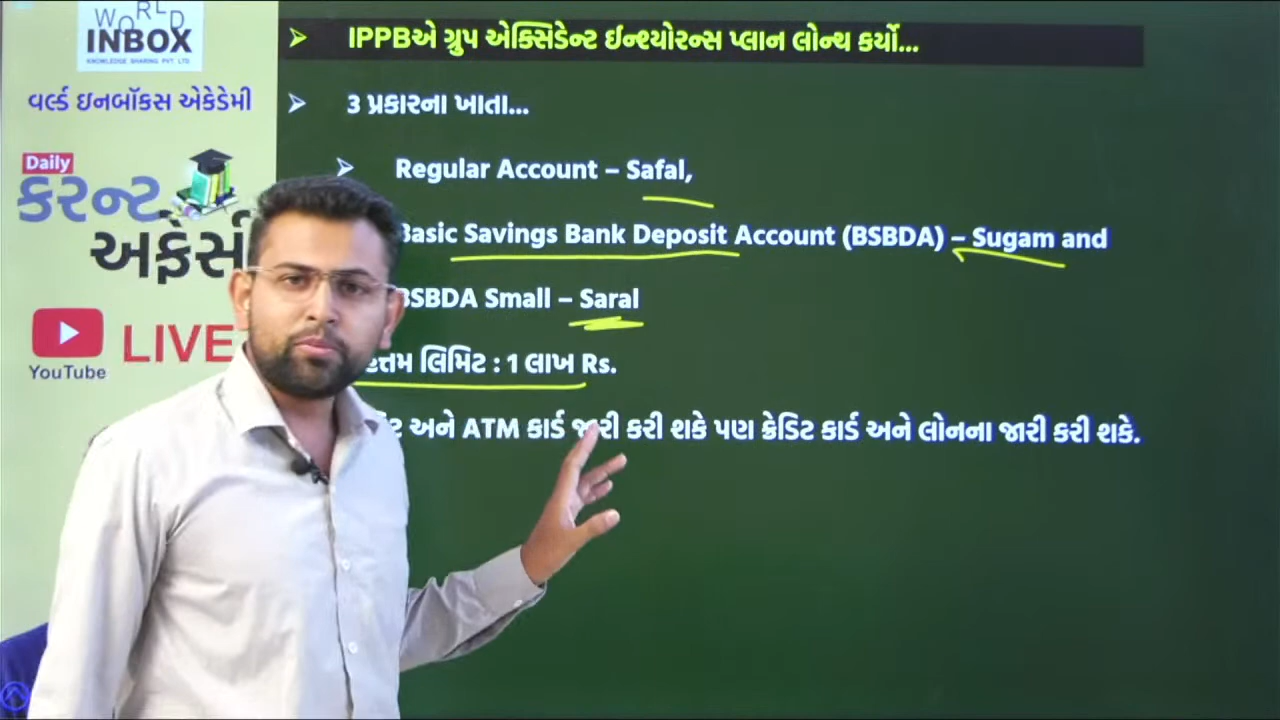 WORLD
INBOX
KNOWLEDGE SHARING PVT. LTD.
વર્લ્ડ ઇનબૉક્સ એકેડેમી
Daily
કરન્ટ
અફેર્સ
YouTube
LIVE
IPPBએ ગ્રુપ એક્સિડેન્ટ ઈન્શ્યોરન્સ પ્લાન લોન્ચ કર્યો...
3 પ્રકારના ખાતા...
Regular Account – Safal,
Basic Savings Bank Deposit Account (BSBDA) – Sugam and
BSBDA Small – Saral
લિમિટ : 1 લાખ Rs.
અને ATM કાર્ડ જારી કરી શકે પણ ક્રેડિટ કાર્ડ અને લોનના જારી કરી શકે.